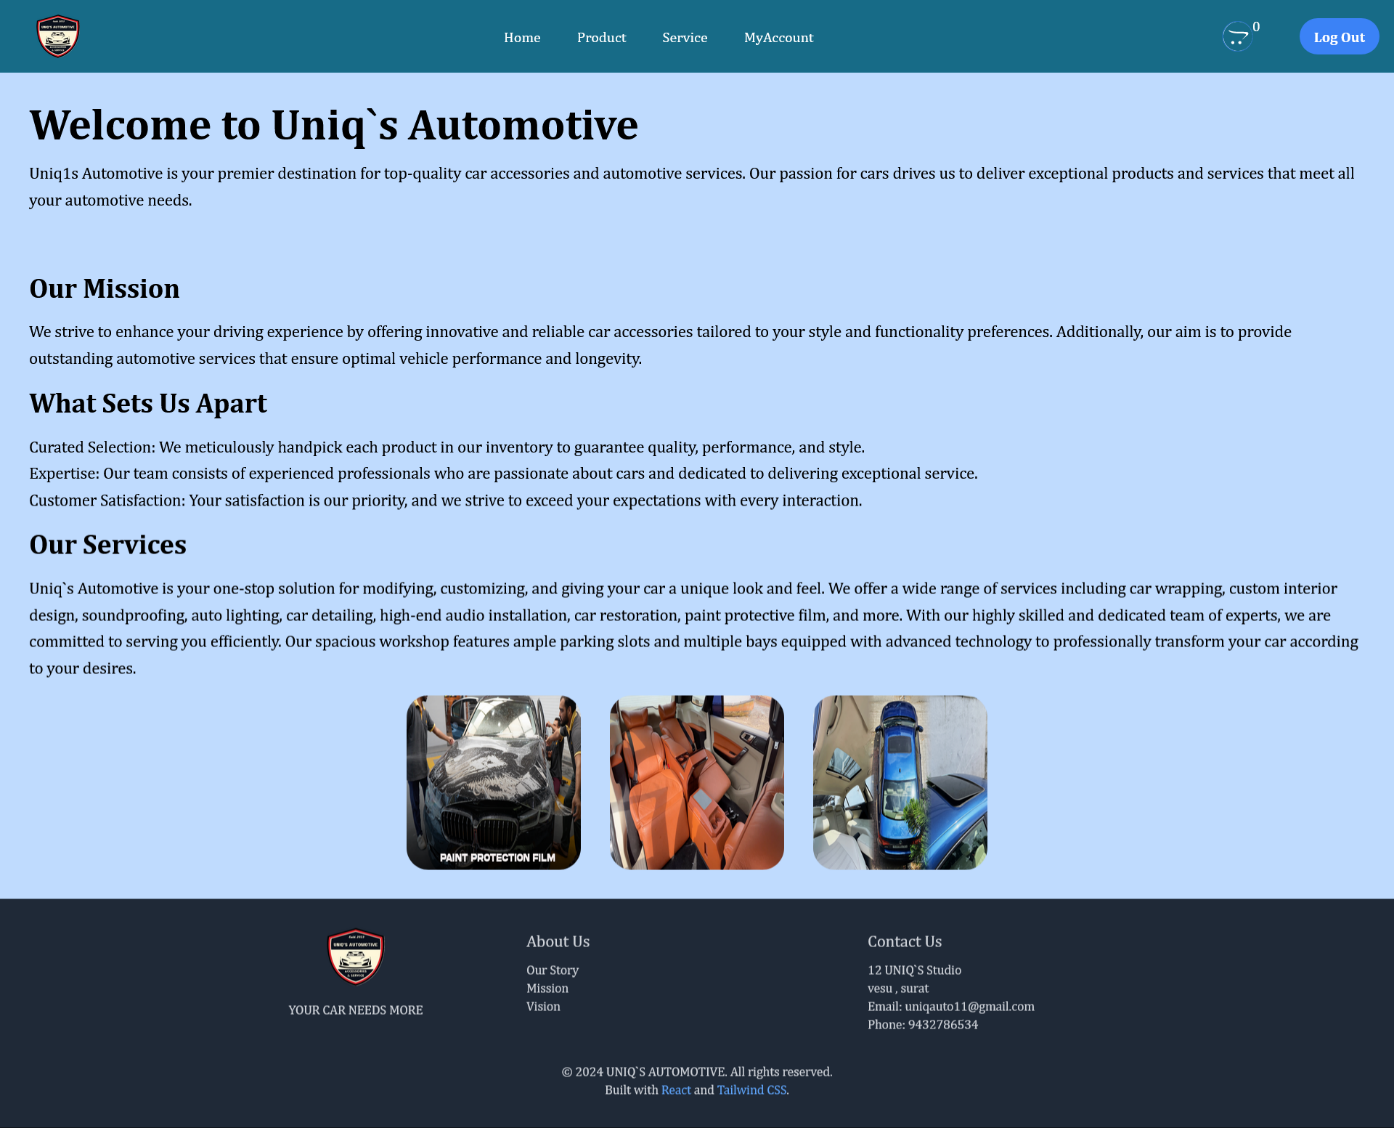 UNIQ'S AUTOMOTIVE
Home
Product
Service
MyAccount
0
Log Out
Welcome to Uniq`s Automotive
Uniq1s Automotive is your premier destination for top-quality car accessories and automotive services. Our passion for cars drives us to deliver exceptional products and services that meet all
your automotive needs.
Our Mission
We strive to enhance your driving experience by offering innovative and reliable car accessories tailored to your style and functionality preferences. Additionally, our aim is to provide
outstanding automotive services that ensure optimal vehicle performance and longevity.
What Sets Us Apart
Curated Selection: We meticulously handpick each product in our inventory to guarantee quality, performance, and style.
Expertise: Our team consists of experienced professionals who are passionate about cars and dedicated to delivering exceptional service.
Customer Satisfaction: Your satisfaction is our priority, and we strive to exceed your expectations with every interaction.
Our Services
Uniq`s Automotive is your one-stop solution for modifying, customizing, and giving your car a unique look and feel. We offer a wide range of services including car wrapping, custom interior
design, soundproofing, auto lighting, car detailing, high-end audio installation, car restoration, paint protective film, and more. With our highly skilled and dedicated team of experts, we are
committed to serving you efficiently. Our spacious workshop features ample parking slots and multiple bays equipped with advanced technology to professionally transform your car according
to your desires.
PAINT PROTECTION FILM
UNIQ'S AUTOMOTIVE
ACCESSORIES
& SERVICE
YOUR CAR NEEDS MORE
About Us
Our Story
Mission
Vision
Contact Us
12 UNIQ`S Studio
vesu , surat
Email: uniqauto11@gmail.com
Phone: 9432786534
© 2024 UNIQ`S AUTOMOTIVE. All rights reserved.
Built with React and Tailwind CSS.